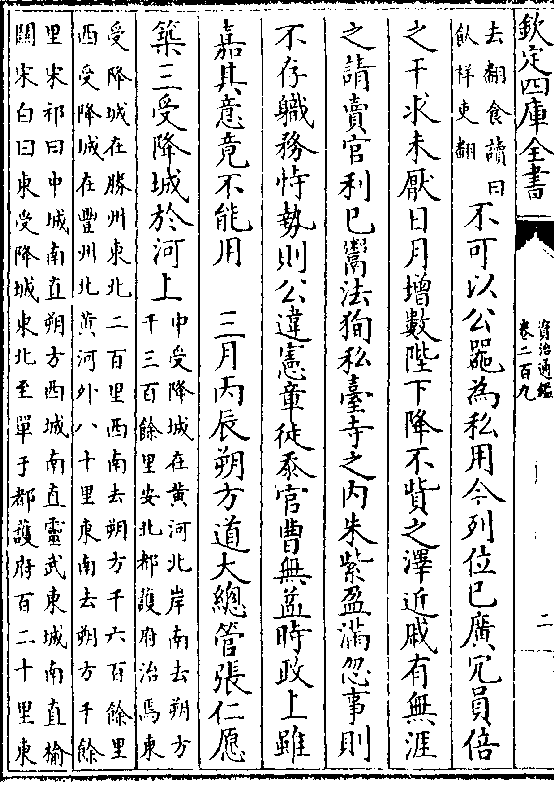 欽定四庫全書
資治通鑑
卷二百九
二
去翻食讀曰
飤祥吏翻
不可以公器為私用今列位已廣冗員倍
之干求未厭日月增數陛下降不貲之澤近戚有無涯
之請賣官利已鬻法徇私臺寺之内朱紫盈滿忽事則
不存職務恃勢則公違憲章徒忝官曹無益時政上雖
嘉其意竟不能用　三月丙辰朔方道大總管張仁愿
築三受降城於河上
中受降城在黄河北岸南去朔方
千三百餘里安北都護府治焉東
受降城在勝州東北二百里西南去朔方千六百餘里
西受降城在豐州北黄河外八十里東南去朔方千餘
里宋祁曰中城南直朔方西城南直靈武東城南直榆
關宋白曰東受降城東北至單于都護府百二十里東